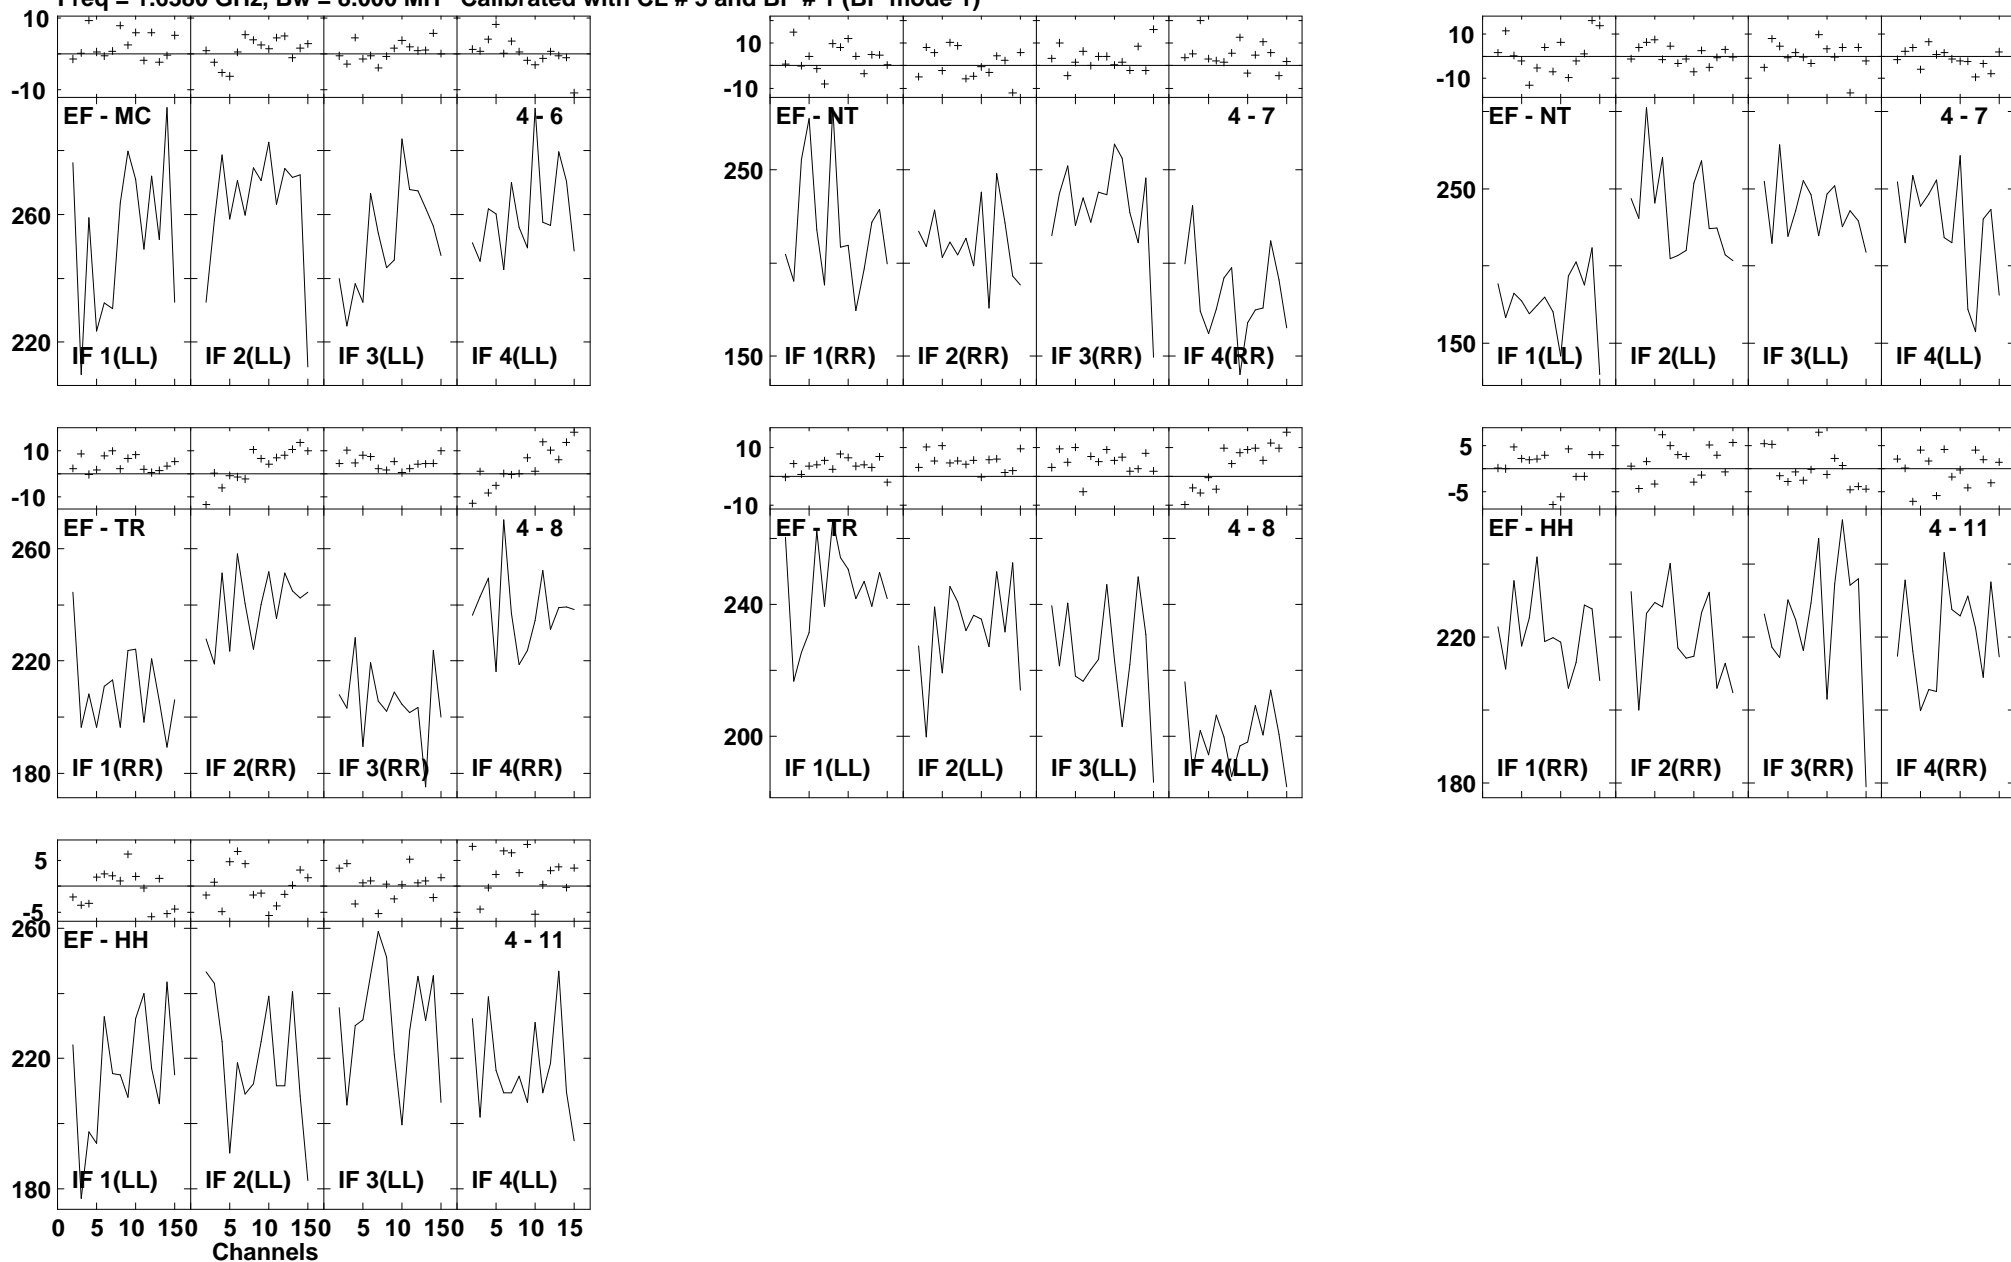 Freq = 1.6380 GHz, Bw = 8.000 MH Calibrated with CL # 3 and BP # 1 (BP mode 1)
10 10 10
-10 -10 -10
EF - MC 4 - 6 EF - NT 4 - 7 EF - NT 4 - 7
250 250
260
220
150 150
IF 1(LL) IF 2(LL) IF 3(LL) IF 4(LL) IF 1(RR) IF 2(RR) IF 3(RR) IF 4(RR) IF 1(LL) IF 2(LL) IF 3(LL) IF 4(LL)
10 10 5
-10 -10 -5
EF - TR 4 - 8 EF - TR 4 - 8 EF - HH 4 - 11
260
240
220 220
200
180 180
IF 1(RR) IF 2(RR) IF 3(RR) IF 4(RR) IF 1(LL) IF 2(LL) IF 3(LL) IF 4(LL) IF 1(RR) IF 2(RR) IF 3(RR) IF 4(RR)
5
-5
260
EF - HH 4 - 11
220
180
IF 1(LL) IF 2(LL) IF 3(LL) IF 4(LL)
0 5 10 150 5 10 150 5 10 150 5 10 15
Channels